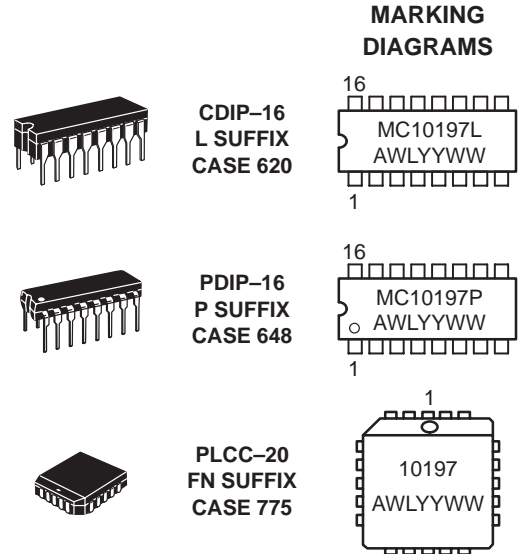 MARKING
DIAGRAMS
16
CDIP–16
L SUFFIX
CASE 620
MC10197L
AWLYYWW
1
16
PDIP–16
P SUFFIX
CASE 648
MC10197P
AWLYYWW
1
1
PLCC–20
FN SUFFIX
CASE 775
10197
AWLYYWW